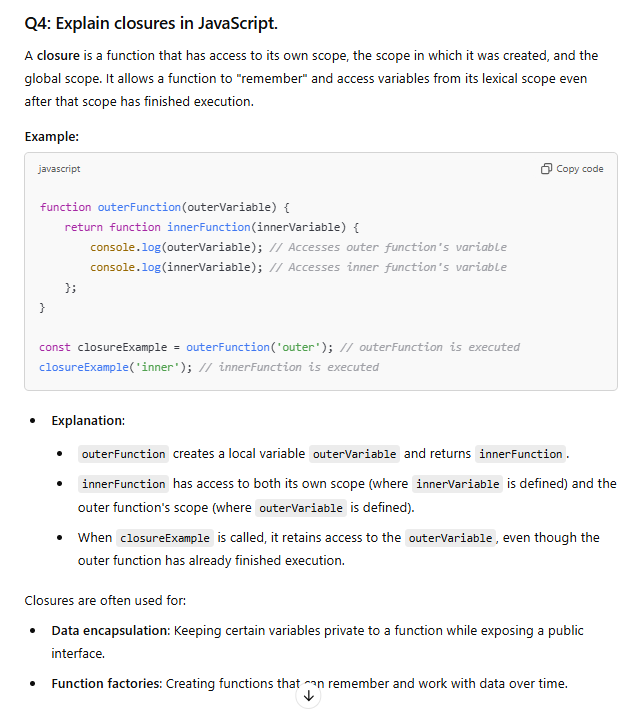 Q4: Explain closures in JavaScript.
A closure is a function that has access to its own scope, the scope in which it was created, and the
global scope. It allows a function to "remember" and access variables from its lexical scope even
after that scope has finished execution.
Example:
javascript
Copy code
function outerFunction(outerVariable) {
    return function innerFunction(innerVariable) {
        console.log(outerVariable); // Accesses outer function's variable
        console.log(innerVariable); // Accesses inner function's variable
    };
}
const closureExample = outerFunction('outer'); // outerFunction is executed
closureExample('inner'); // innerFunction is executed
• Explanation:
• outerFunction creates a local variable outerVariable and returns innerFunction.
• innerFunction has access to both its own scope (where innerVariable is defined) and the
outer function's scope (where outerVariable is defined).
• When closureExample is called, it retains access to the outerVariable, even though the
outer function has already finished execution.
Closures are often used for:
• Data encapsulation: Keeping certain variables private to a function while exposing a public
interface.
• Function factories: Creating functions that can remember and work with data over time.